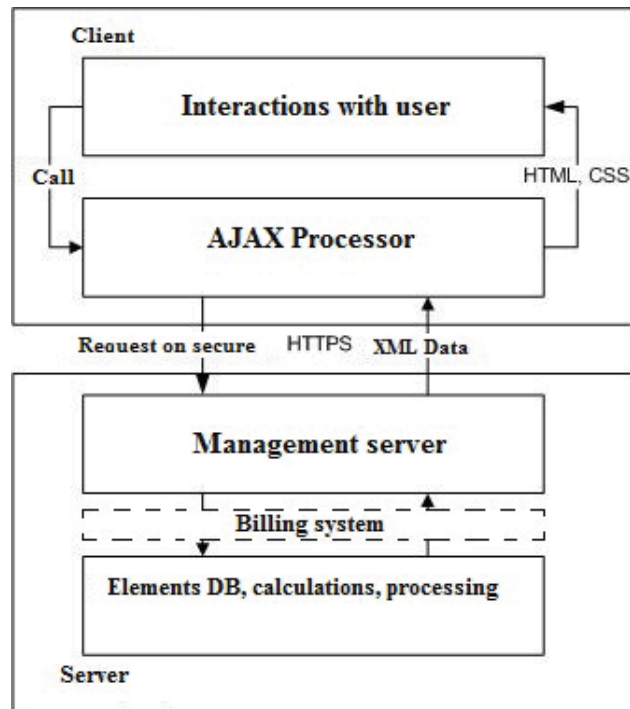 Client
Interactions with user
Call
HTML, CSS
AJAX Processor
Request on secure
HTTPS
XML Data
Management server
Billing system
Elements DB, calculations, processing
Server